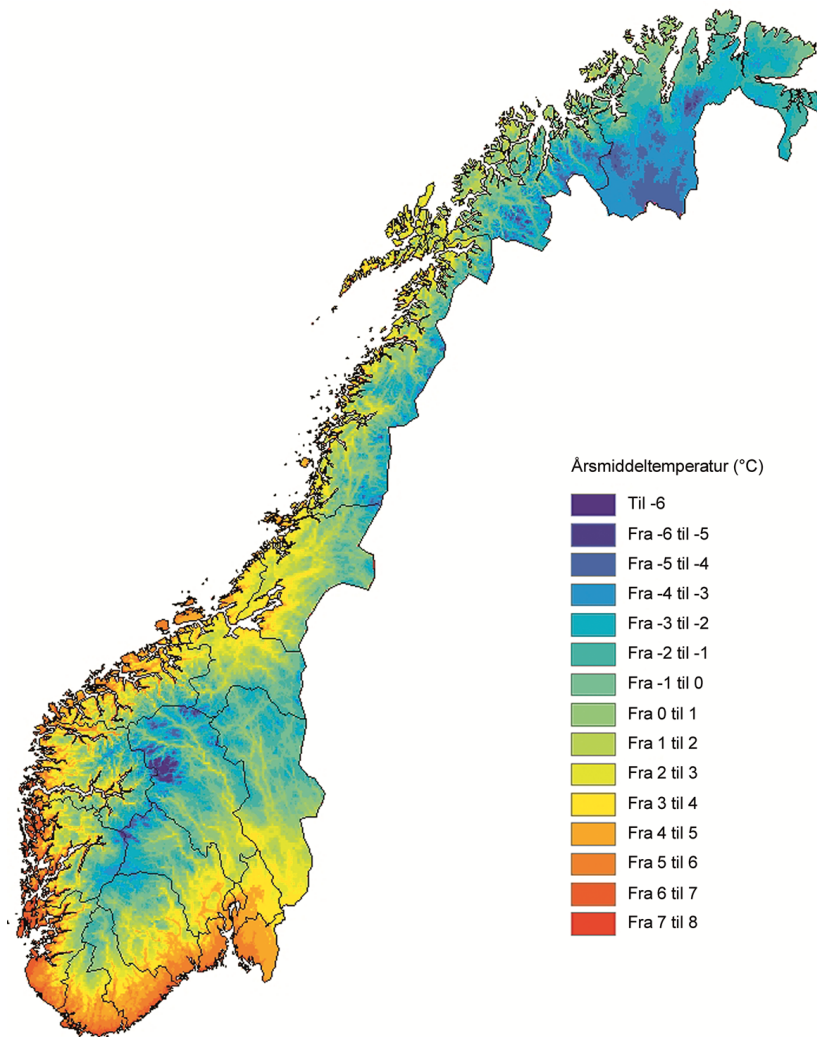 Årsmiddeltemperatur (°C)
Til -6
Fra -6 til -5
Fra -5 til -4
Fra -4 til -3
Fra -3 til -2
Fra -2 til -1
Fra -1 til 0
Fra 0 til 1
Fra 1 til 2
Fra 2 til 3
Fra 3 til 4
Fra 4 til 5
Fra 5 til 6
Fra 6 til 7
Fra 7 til 8